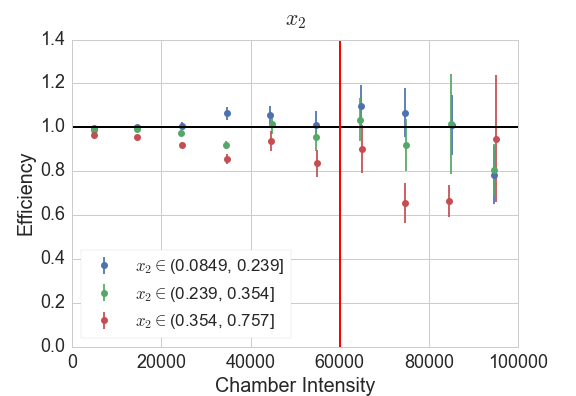 x₂
1.4
1.2
1.0
0.8
0.6
0.4
0.2
0.0
Efficiency
x₂ ∈ (0.0849, 0.239]
x₂ ∈ (0.239, 0.354]
x₂ ∈ (0.354, 0.757]
0 20000 40000 60000 80000 100000
Chamber Intensity